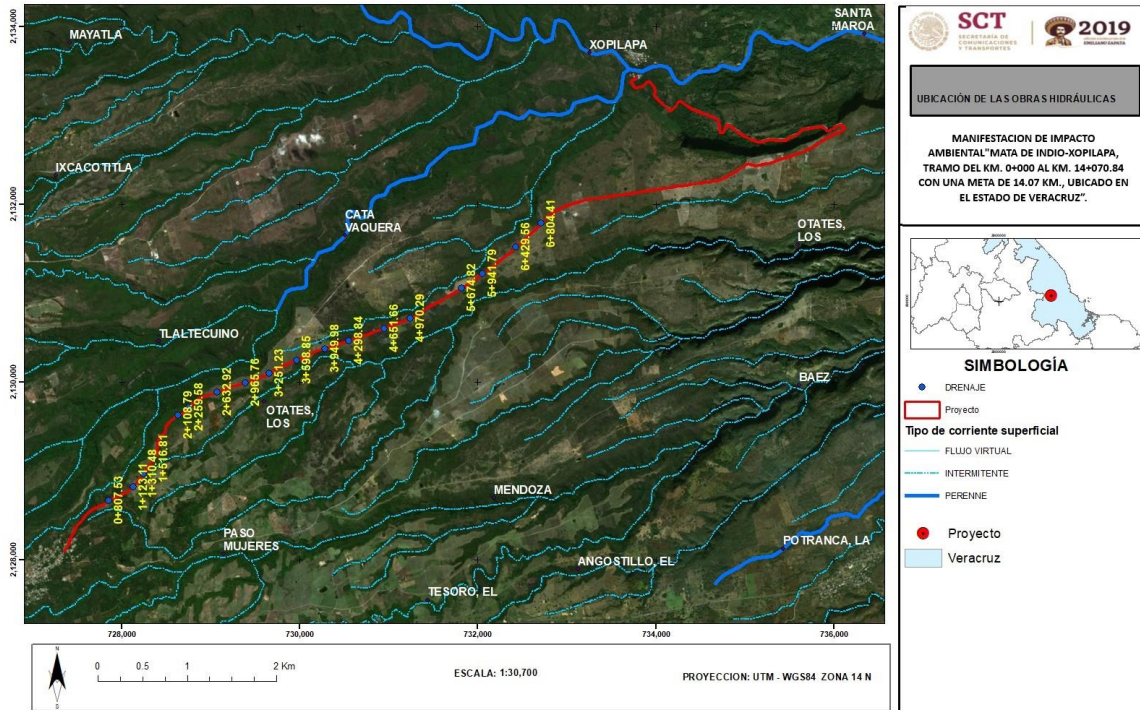 2,134,000
2,132,000
2,130,000
2,128,000
MAYATLA
SANTA
MAROA
XOPILAPA
IXCACOTITLA
CATA
VAQUERA
OTATES,
LOS
TLALTECUINO
OTATES,
LOS
BAEZ
MENDOZA
PASO
MUJERES
POTRANCA, LA
ANGOSTILLO, EL
TESORO, EL
0+807.53
1+123.11
1+310.48
1+516.81
2+108.79
2+259.58
2+632.92
2+965.76
3+251.23
3+598.85
3+949.98
4+298.84
4+651.66
4+970.29
5+674.82
5+941.79
6+429.56
6+804.41
728,000
730,000
732,000
734,000
736,000
N
0 0.5 1 2 Km
ESCALA: 1:30,700
PROYECCION: UTM - WGS84 ZONA 14 N
SCT
SECRETARÍA DE
COMUNICACIONES
Y TRANSPORTES
2019
EMILIANO ZAPATA
UBICACIÓN DE LAS OBRAS HIDRÁULICAS
MANIFESTACION DE IMPACTO
AMBIENTAL"MATA DE INDIO-XOPILAPA,
TRAMO DEL KM. 0+000 AL KM. 14+070.84
CON UNA META DE 14.07 KM., UBICADO EN
EL ESTADO DE VERACRUZ".
SIMBOLOGÍA
DRENAJE
Proyecto
Tipo de corriente superficial
FLUJO VIRTUAL
INTERMITENTE
PERENNE
Proyecto
Veracruz